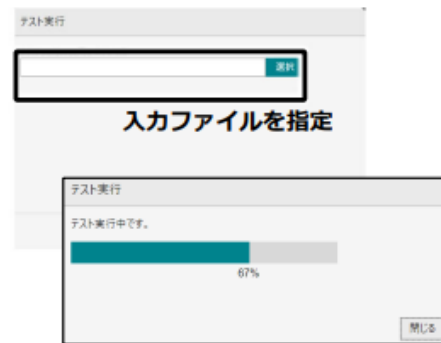 テスト実行
選択
入力ファイルを指定
テスト実行
テスト実行中です。
67%
閉じる